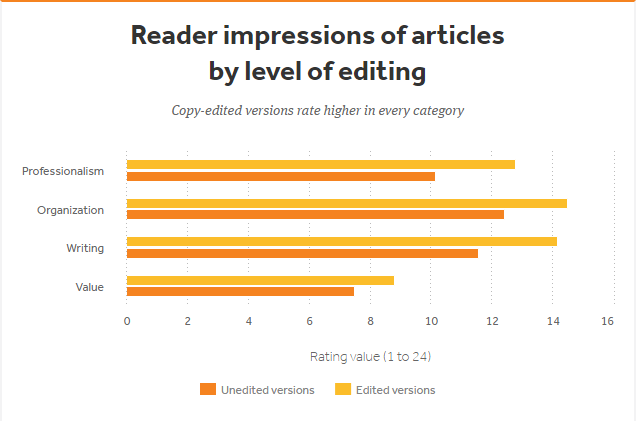 Reader impressions of articles
by level of editing
Copy-edited versions rate higher in every category
Professionalism
Organization
Writing
Value
0 2 4 6 8 10 12 14 16
Rating value (1 to 24)
Unedited versions Edited versions